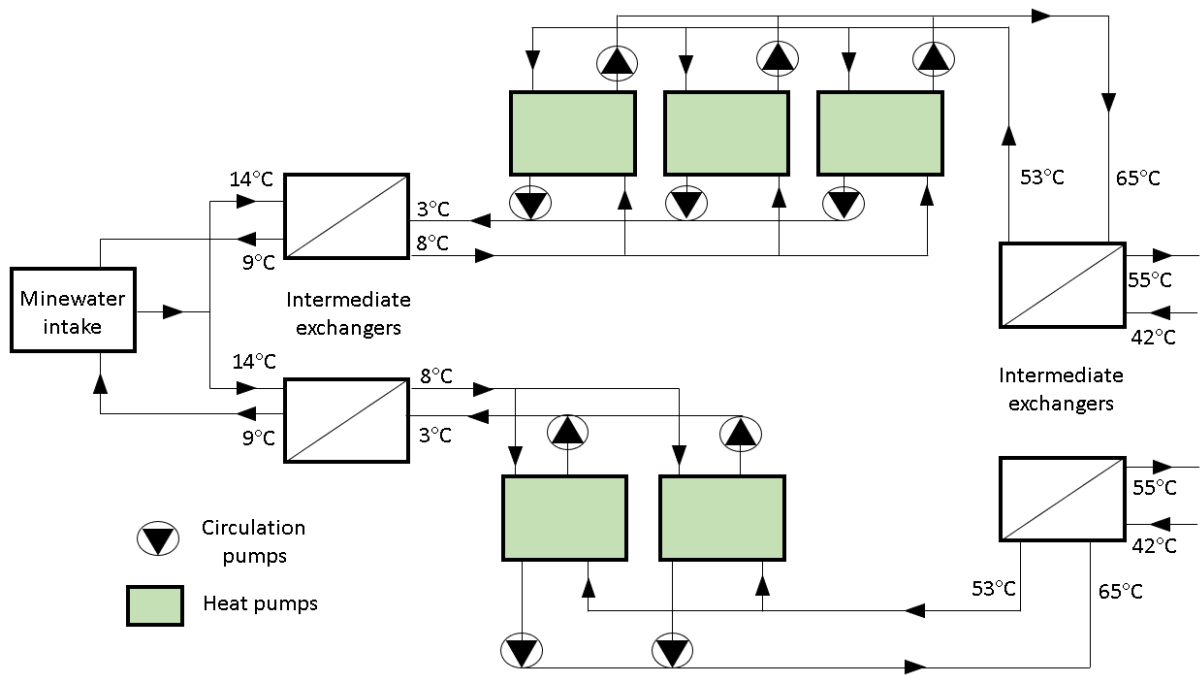 53°C
65°C
14°C
3°C
8°C
9°C
55°C
42°C
Minewater
intake
Intermediate
exchangers
Intermediate
exchangers
14°C
8°C
9°C
3°C
55°C
42°C
53°C
65°C
Circulation
pumps
Heat pumps